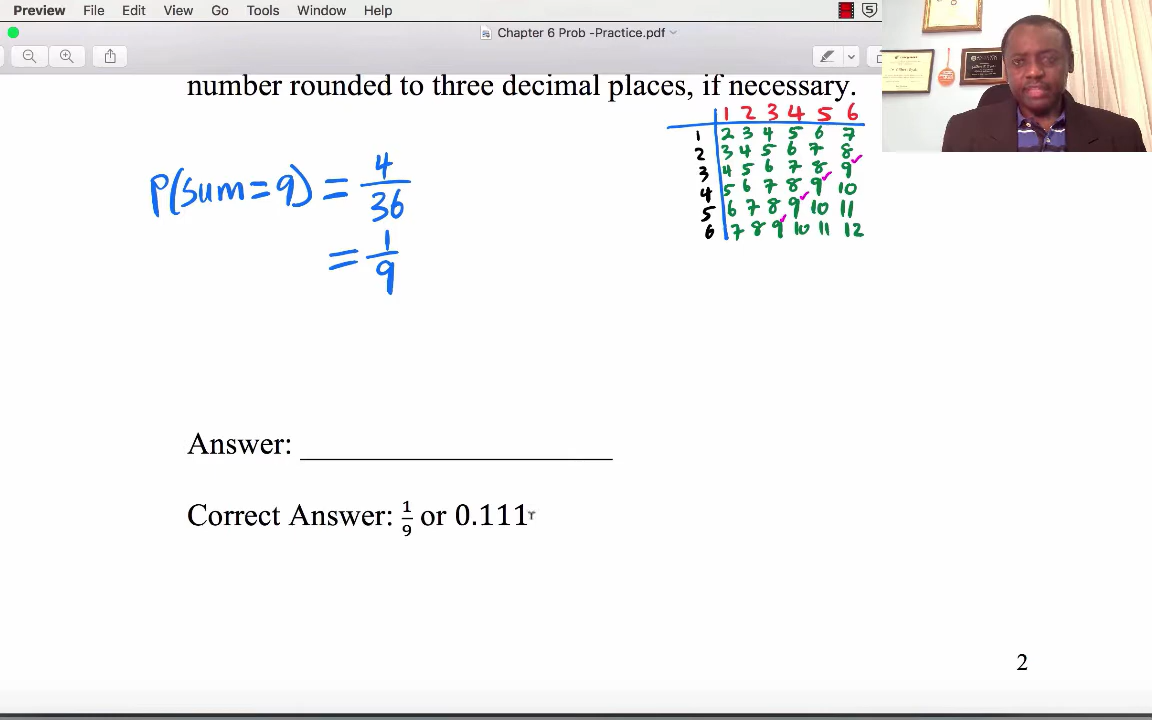 Preview File Edit View Go Tools Window Help 5
Chapter 6 Prob -Practice.pdf
number rounded to three decimal places, if necessary.
1 2 3 4 5 6
1 2 3 4 5 6 7
2 3 4 5 6 7 8
3 4 5 6 7 8 9
4 5 6 7 8 9 10
5 6 7 8 9 10 11
6 7 8 9 10 11 12
P(sum=9) = 4/36
= 1/9
Answer: ____________________
Correct Answer: 1/9 or 0.111
2